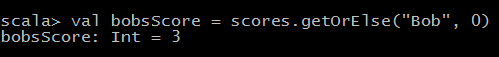 scala> val bobsScore = scores.getOrElse("Bob", 0)
bobsScore: Int = 3